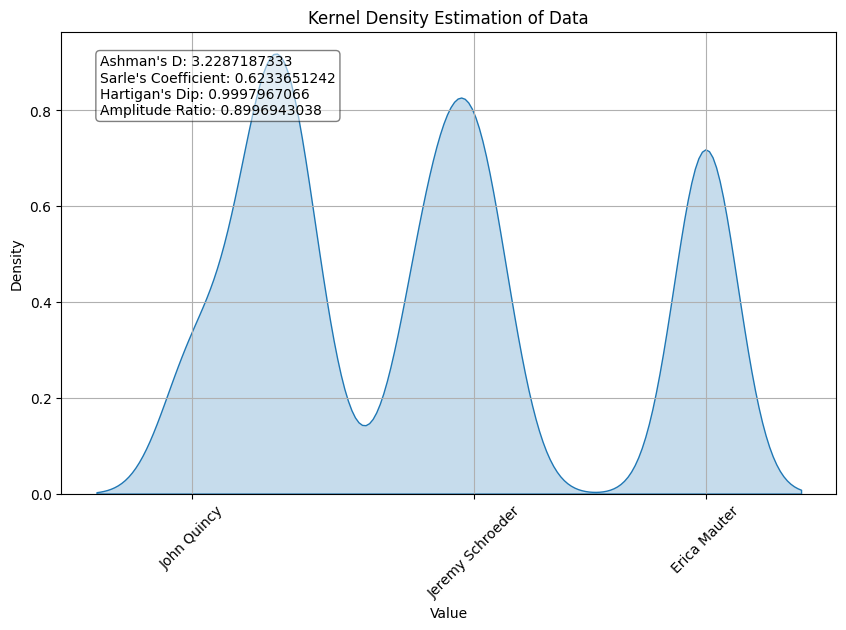 Kernel Density Estimation of Data
Ashman's D: 3.2287187333
Sarle's Coefficient: 0.6233651242
Hartigan's Dip: 0.9997967066
Amplitude Ratio: 0.8996943038
0.8
0.6
0.4
0.2
0.0
Density
John Quincy
Jeremy Schroeder
Erica Mauter
Value